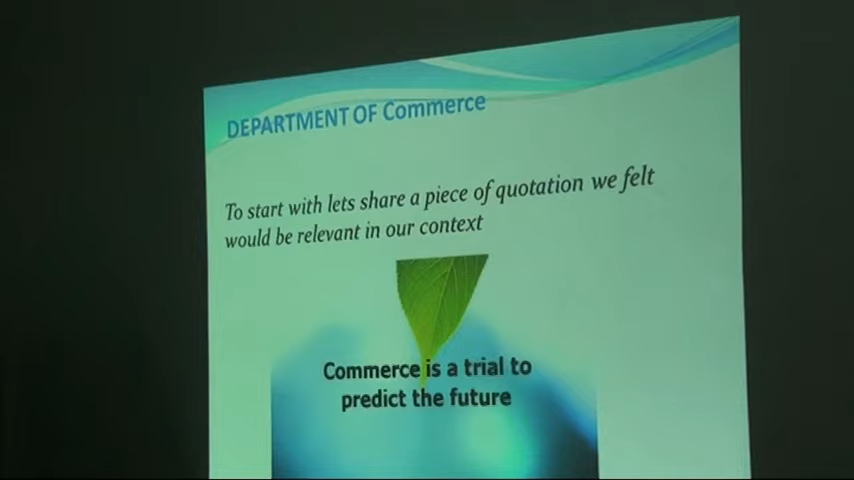 DEPARTMENT OF Commerce
To start with lets share a piece of quotation we felt
would be relevant in our context
Commerce is a trial to
predict the future